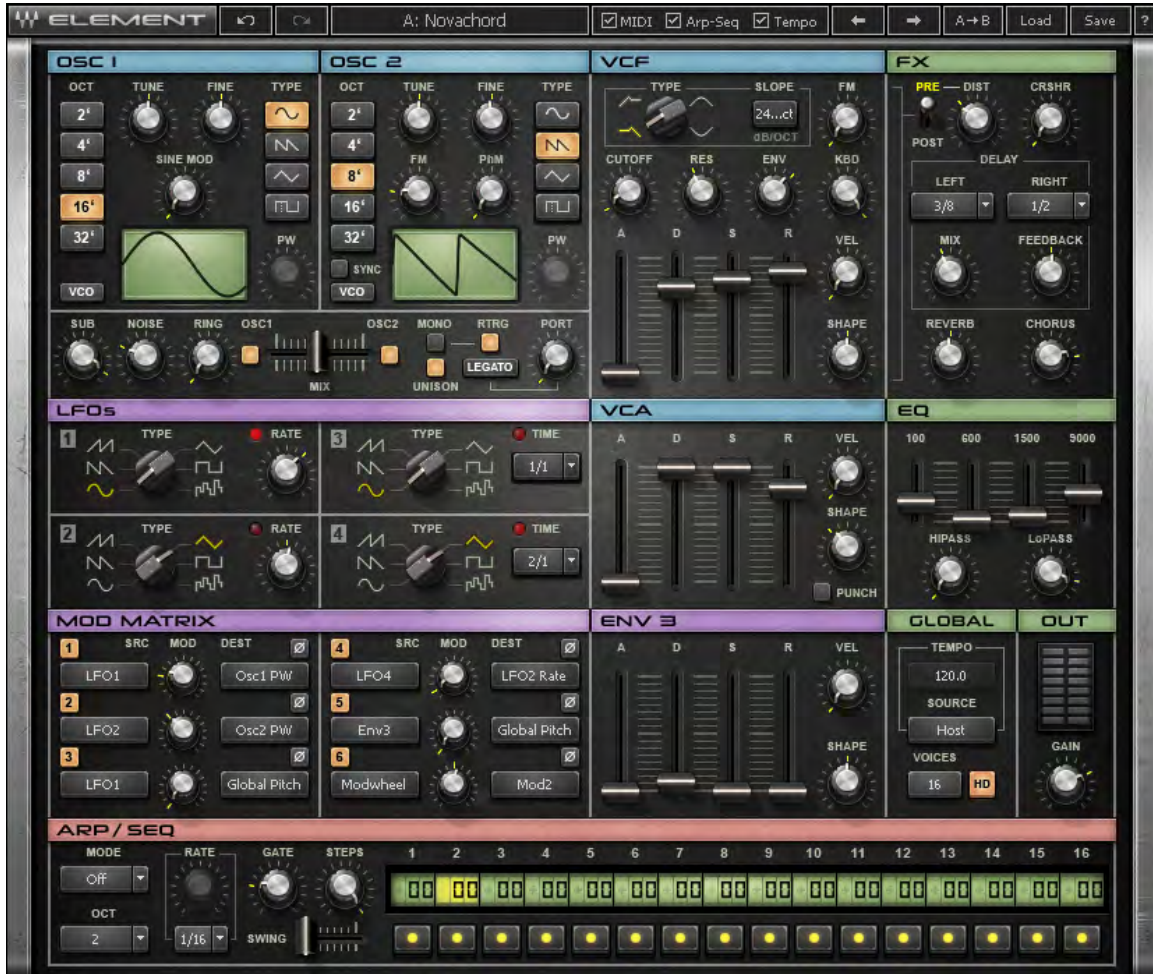 ELEMENT A: Novachord MIDI Arp-Seq Tempo A→B Load Save ?
OSC 1
OCT TUNE FINE TYPE
2'
4'
SINE MOD
8'
16'
32'
PW
VCO
OSC 2
OCT TUNE FINE TYPE
2'
4'
FM PhM
8'
16'
32'
PW
SYNC
VCO
SUB NOISE RING OSC1 OSC2 MONO RTRG PORT
LEGATO
MIX UNISON
VCF
TYPE SLOPE FM
24...ct
dB/OCT
CUTOFF RES ENV KBD
A D S R VEL
SHAPE
FX
PRE DIST CRSHR
POST
DELAY
LEFT RIGHT
3/8 1/2
MIX FEEDBACK
REVERB CHORUS
LFOs
1 TYPE RATE
3 TYPE TIME
1/1
2 TYPE RATE
4 TYPE TIME
2/1
VCA
A D S R VEL
SHAPE
PUNCH
EQ
100 600 1500 9000
HIPASS LoPASS
MOD MATRIX
1 SRC MOD DEST Ø
LFO1 Osc1 PW
2 Ø
LFO2 Osc2 PW
3 Ø
LFO1 Global Pitch
4 SRC MOD DEST Ø
LFO4 LFO2 Rate
5 Ø
Env3 Global Pitch
6 Ø
Modwheel Mod2
ENV 3
A D S R VEL
SHAPE
GLOBAL
TEMPO
120.0
SOURCE
Host
VOICES
16 HD
OUT
GAIN
ARP / SEQ
MODE RATE GATE STEPS 1 2 3 4 5 6 7 8 9 10 11 12 13 14 15 16
Off
00 00 00 00 00 00 00 00 00 00 00 00 00 00 00 00
OCT
2 1/16 SWING